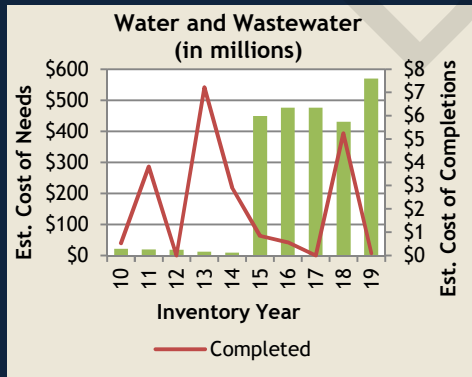 Water and Wastewater
(in millions)
Est. Cost of Needs
$600
$500
$400
$300
$200
$100
$0
$8
$7
$6
$5
$4
$3
$2
$1
$0
Est. Cost of Completions
10 11 12 13 14 15 16 17 18 19
Inventory Year
Completed